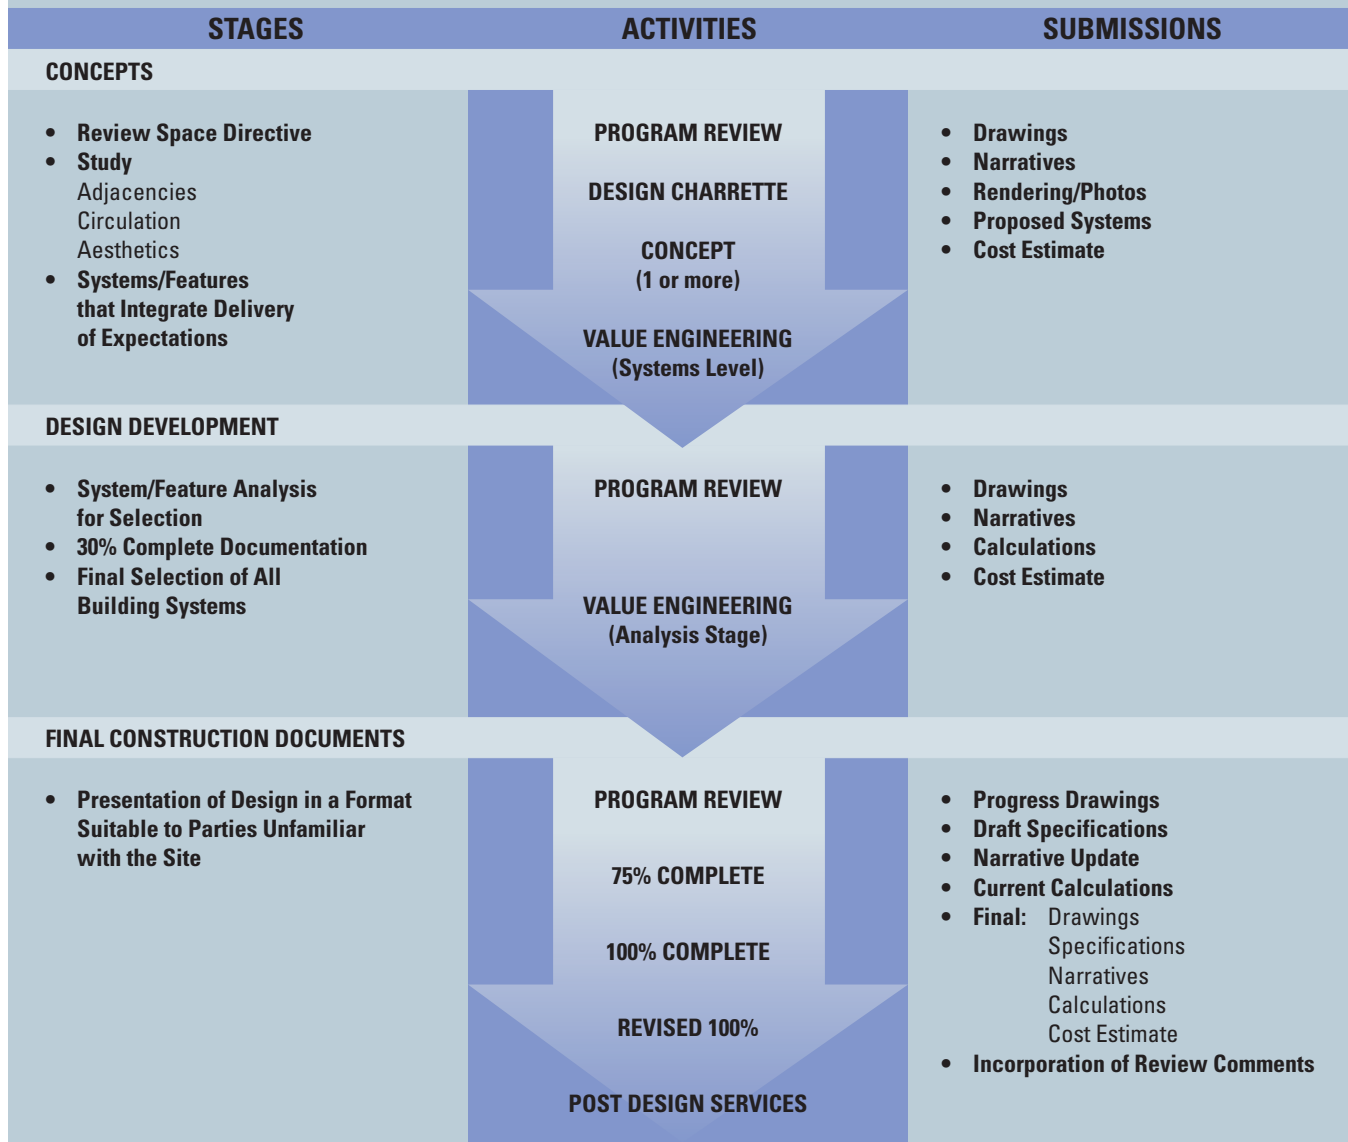 STAGES
ACTIVITIES
SUBMISSIONS
CONCEPTS
• Review Space Directive
• Study
Adjacencies
Circulation
Aesthetics
• Systems/Features
that Integrate Delivery
of Expectations
PROGRAM REVIEW
DESIGN CHARRETTE
CONCEPT
(1 or more)
VALUE ENGINEERING
(Systems Level)
• Drawings
• Narratives
• Rendering/Photos
• Proposed Systems
• Cost Estimate
DESIGN DEVELOPMENT
• System/Feature Analysis
for Selection
• 30% Complete Documentation
• Final Selection of All
Building Systems
PROGRAM REVIEW
VALUE ENGINEERING
(Analysis Stage)
• Drawings
• Narratives
• Calculations
• Cost Estimate
FINAL CONSTRUCTION DOCUMENTS
• Presentation of Design in a Format
Suitable to Parties Unfamiliar
with the Site
PROGRAM REVIEW
75% COMPLETE
100% COMPLETE
REVISED 100%
POST DESIGN SERVICES
• Progress Drawings
• Draft Specifications
• Narrative Update
• Current Calculations
• Final: Drawings
Specifications
Narratives
Calculations
Cost Estimate
• Incorporation of Review Comments